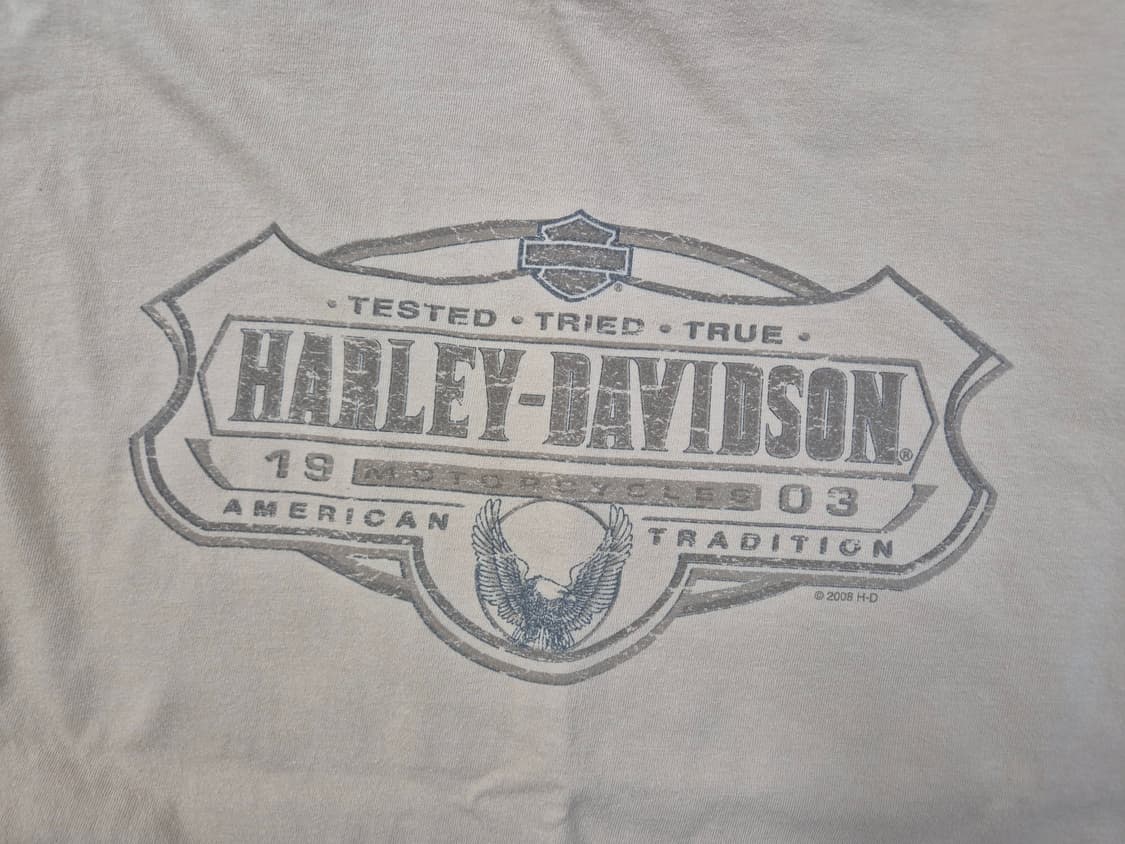 • TESTED • TRIED • TRUE •
HARLEY-DAVIDSON®
19 MOTORCYCLES 03
AMERICAN TRADITION
© 2008 H-D